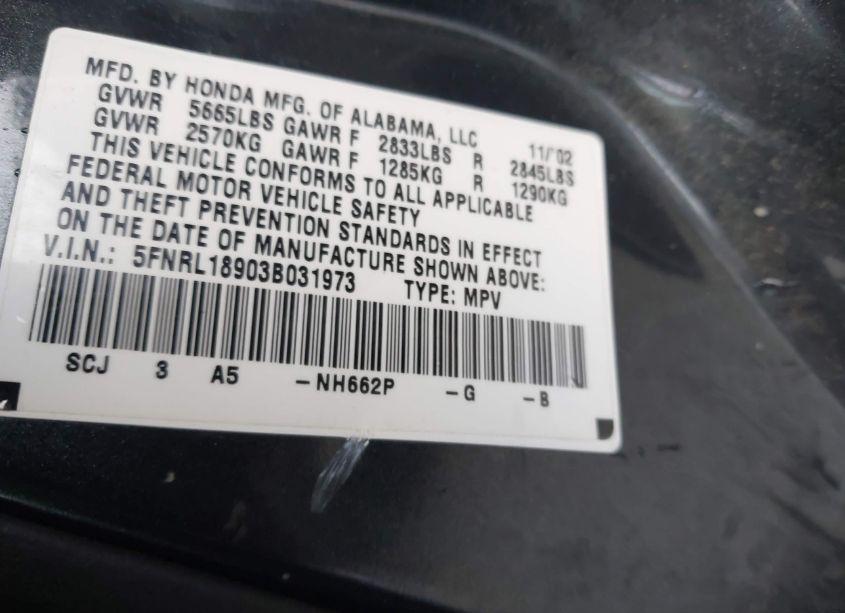 MFD. BY HONDA MFG. OF ALABAMA, LLC 11/'02
GVWR 5665LBS GAWR F 2833LBS R 2845LBS
GVWR 2570KG GAWR F 1285KG R 1290KG
THIS VEHICLE CONFORMS TO ALL APPLICABLE
FEDERAL MOTOR VEHICLE SAFETY
AND THEFT PREVENTION STANDARDS IN EFFECT
ON THE DATE OF MANUFACTURE SHOWN ABOVE:
V.I.N.: 5FNRL18903B031973 TYPE: MPV
SCJ 3 A5 -NH662P -G -B